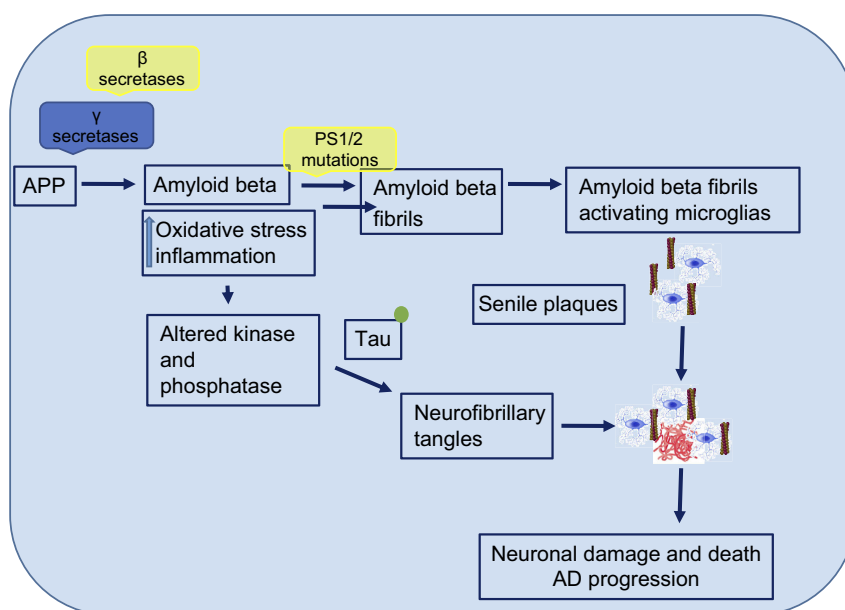 β
secretases
γ
secretases
PS1/2
mutations
APP
Amyloid beta
Amyloid beta
fibrils
Amyloid beta fibrils
activating microglias
Oxidative stress
inflammation
Senile plaques
Altered kinase
and
phosphatase
Tau
Neurofibrillary
tangles
Neuronal damage and death
AD progression